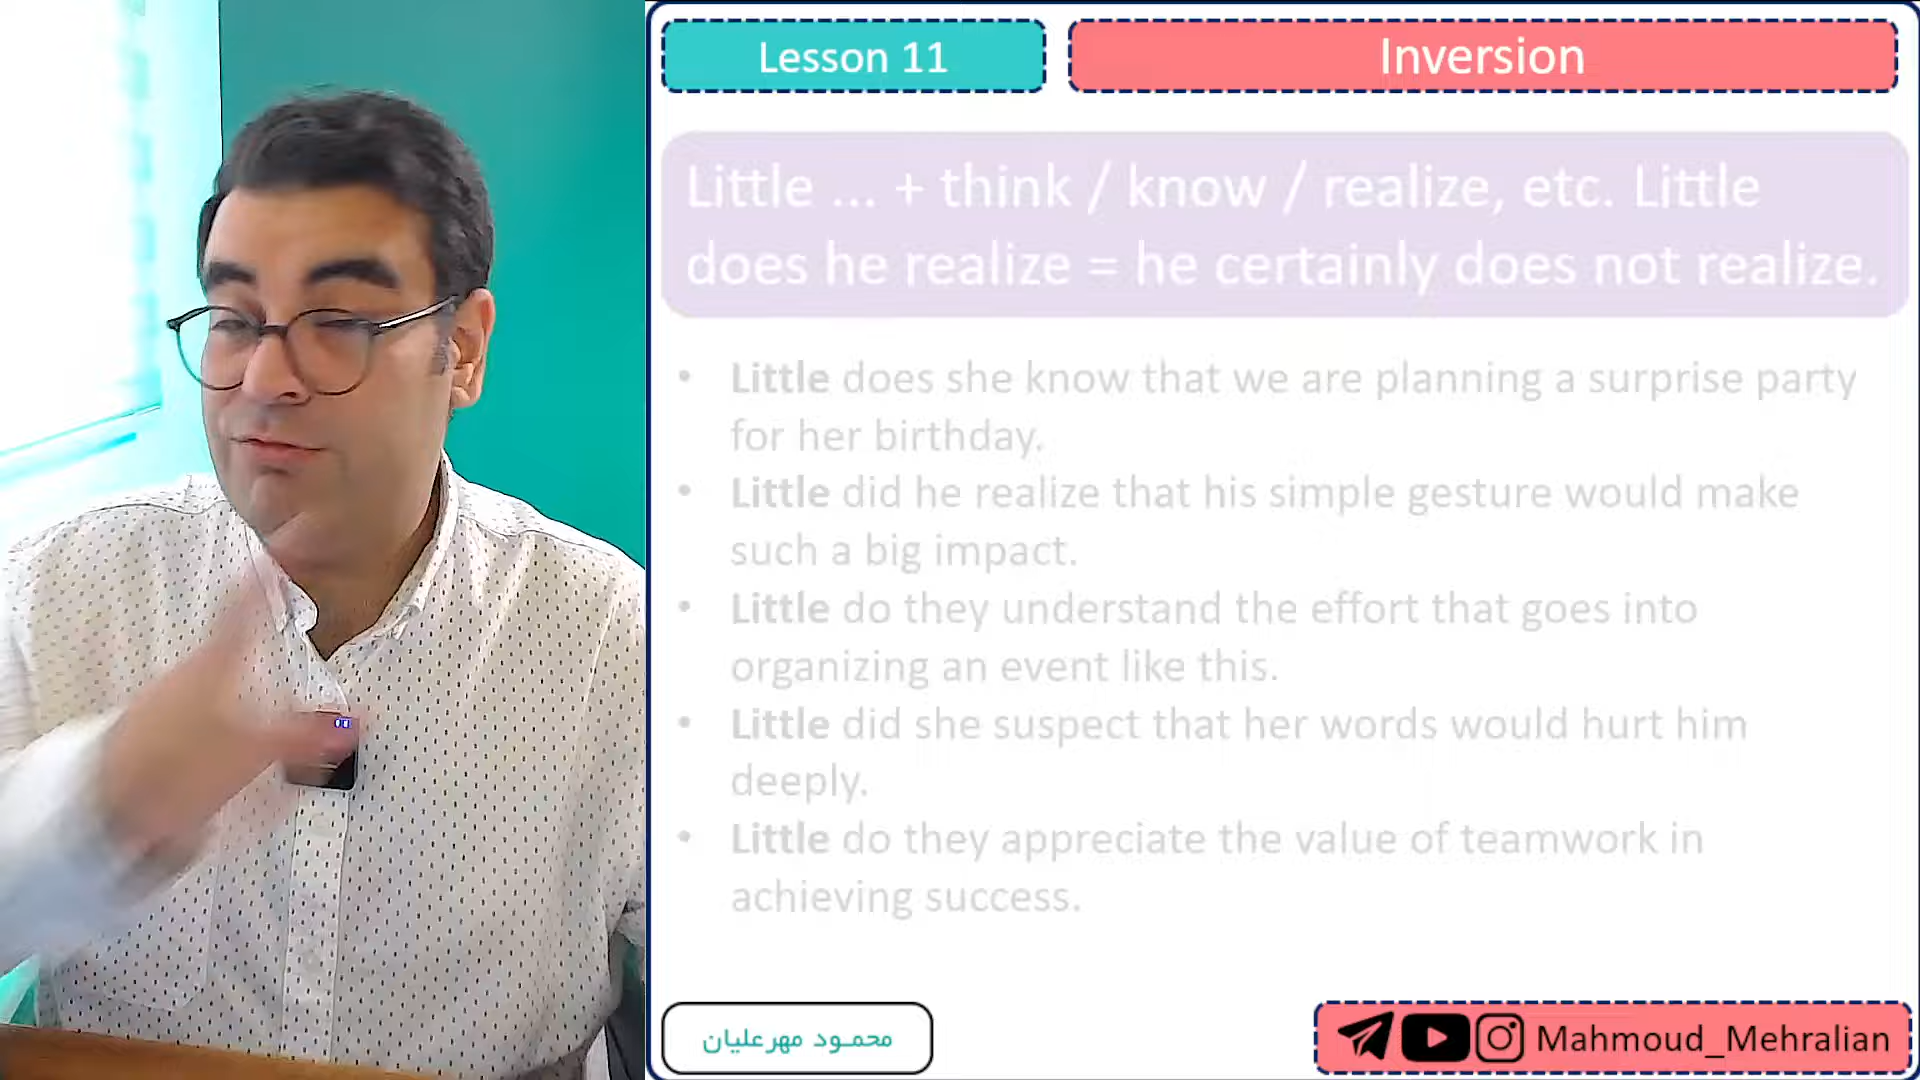 Lesson 11
Inversion
Little ... + think / know / realize, etc. Little
does he realize = he certainly does not realize.
• Little does she know that we are planning a surprise party
for her birthday.
• Little did he realize that his simple gesture would make
such a big impact.
• Little do they understand the effort that goes into
organizing an event like this.
• Little did she suspect that her words would hurt him
deeply.
• Little do they appreciate the value of teamwork in
achieving success.
محمود مهرعلیان
Mahmoud_Mehralian